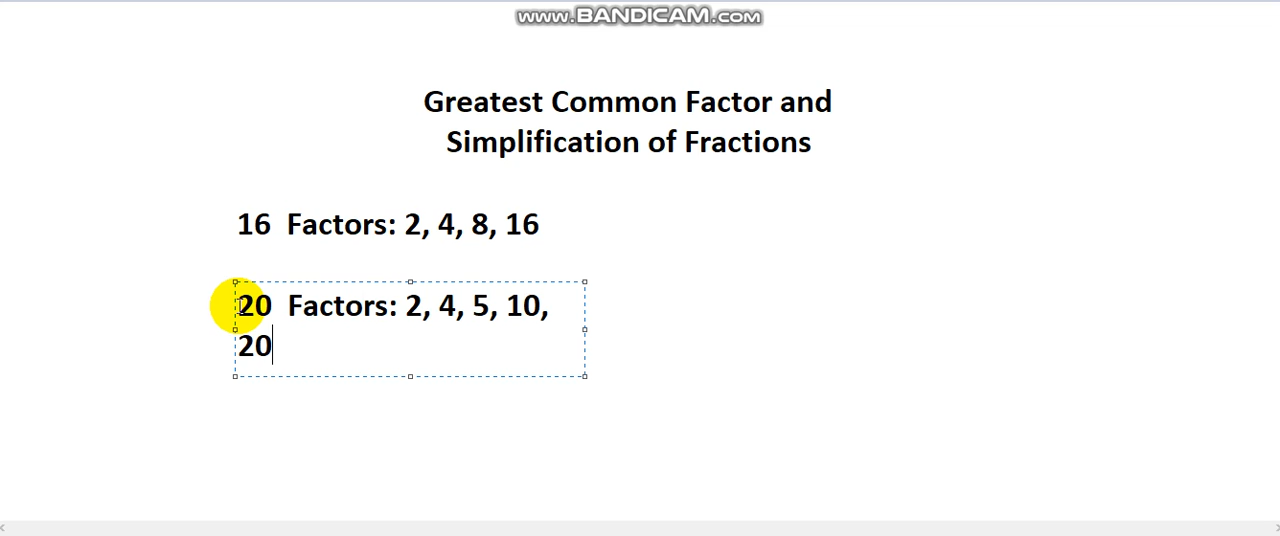 www.BANDICAM.com
Greatest Common Factor and
Simplification of Fractions
16 Factors: 2, 4, 8, 16
20 Factors: 2, 4, 5, 10,
20